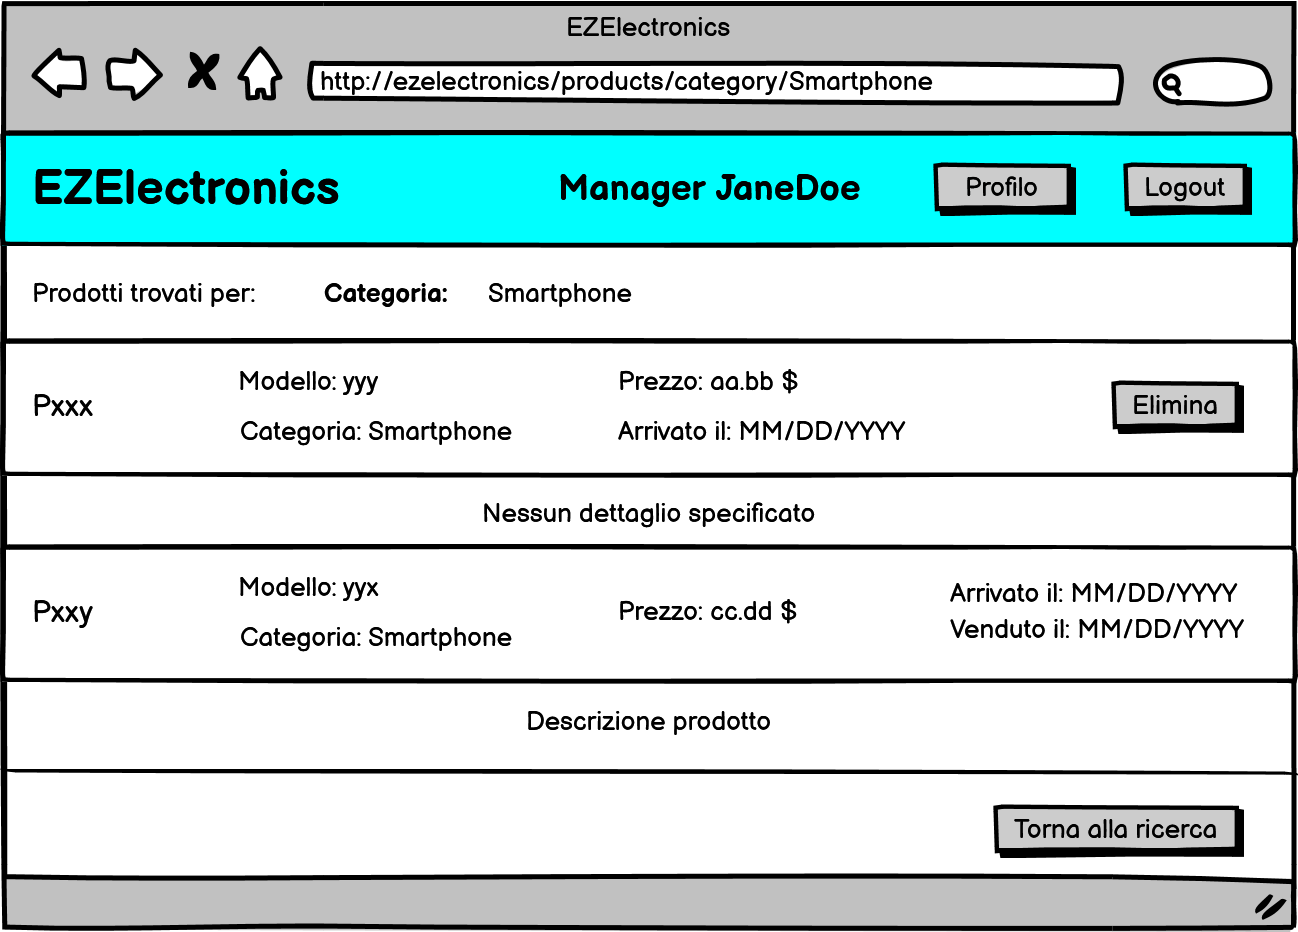 EZElectronics
http://ezelectronics/products/category/Smartphone
EZElectronics
Manager JaneDoe
Profilo
Logout
Prodotti trovati per:
Categoria:
Smartphone
Pxxx
Modello: yyy
Categoria: Smartphone
Prezzo: aa.bb $
Arrivato il: MM/DD/YYYY
Elimina
Nessun dettaglio specificato
Pxxy
Modello: yyx
Categoria: Smartphone
Prezzo: cc.dd $
Arrivato il: MM/DD/YYYY
Venduto il: MM/DD/YYYY
Descrizione prodotto
Torna alla ricerca